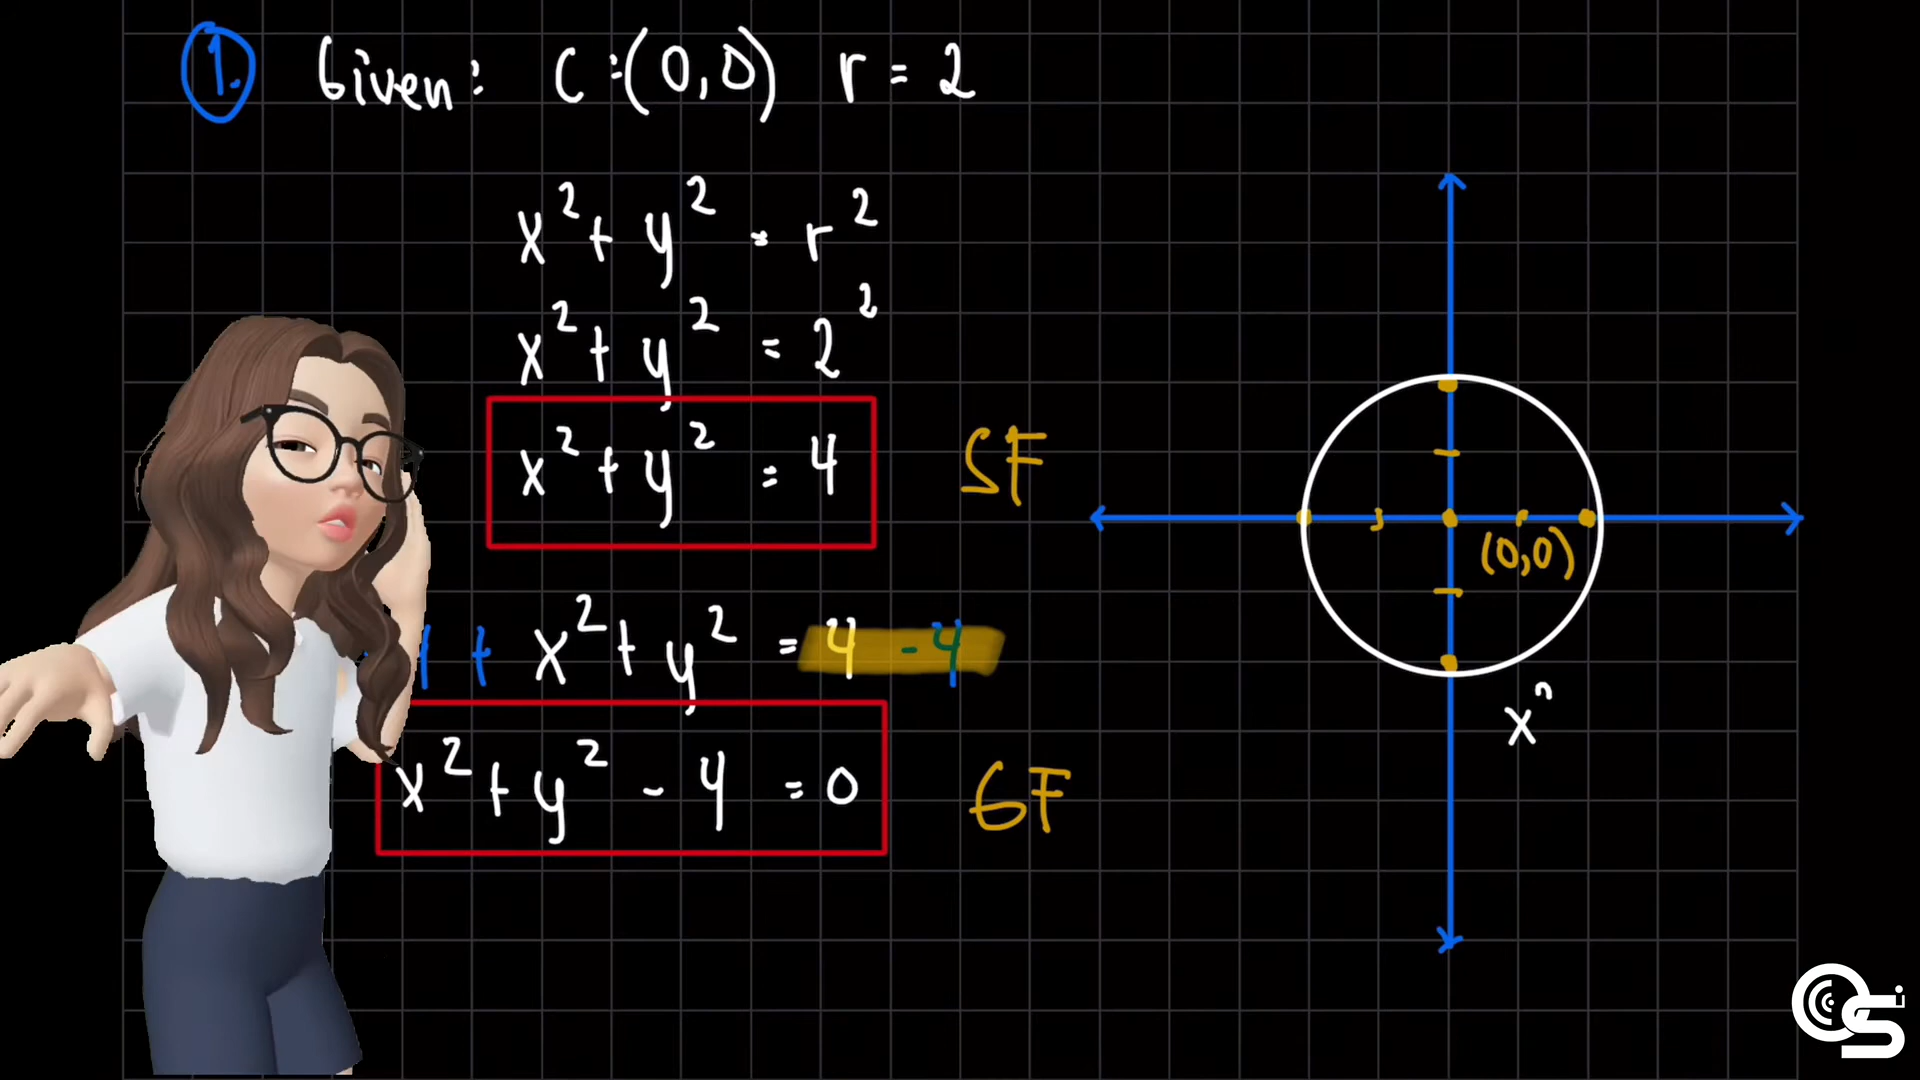 1. Given: C:(0,0) r = 2
x² + y² = r²
x² + y² = 2²
x² + y² = 4 SF
+ x² + y² = 4 - 4
x² + y² - 4 = 0 GF
(0,0)
xⁿ